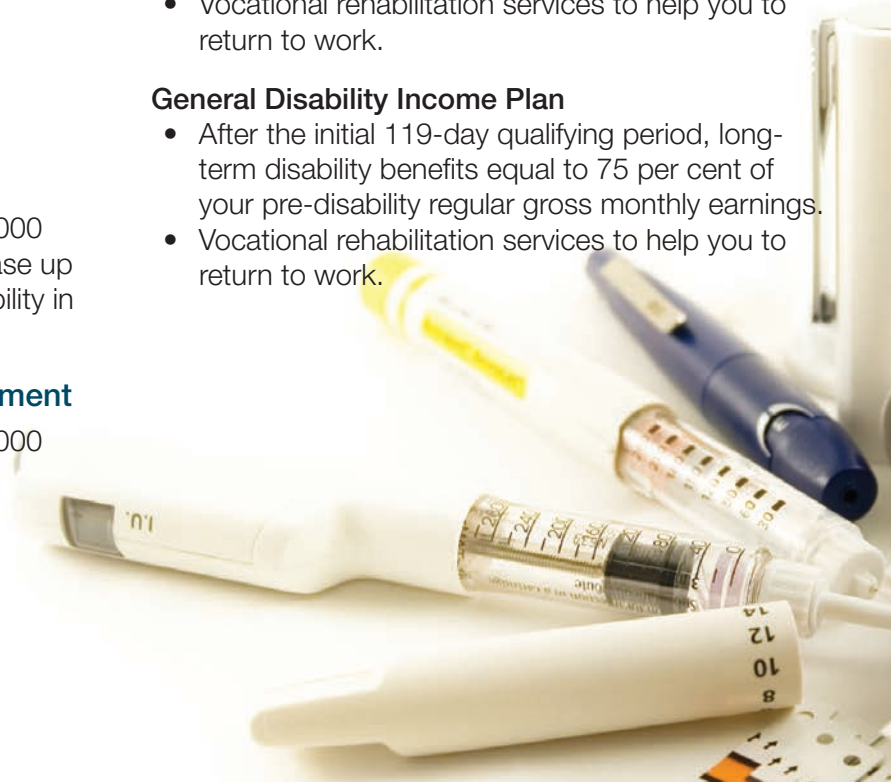 • Vocational rehabilitation services to help you to
return to work.
General Disability Income Plan
• After the initial 119-day qualifying period, long-
term disability benefits equal to 75 per cent of
your pre-disability regular gross monthly earnings.
• Vocational rehabilitation services to help you to
return to work.
000
ase up
bility in
ment
000
I.U.
14
12
10
8